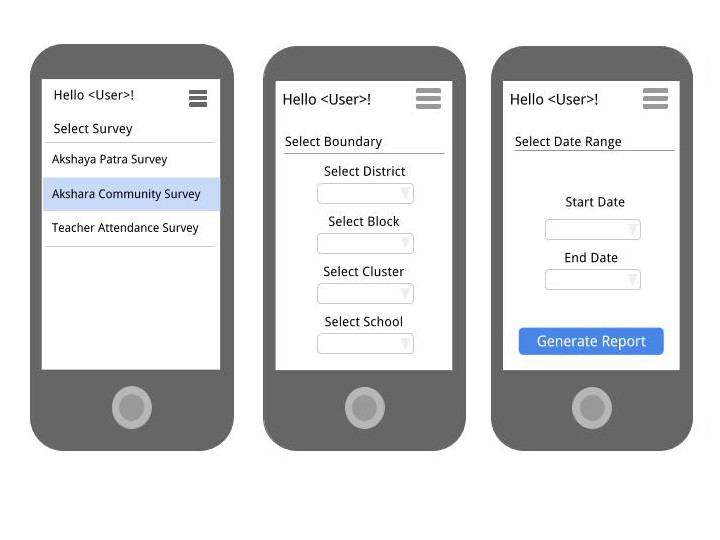 Hello <User>!
Select Survey
Akshaya Patra Survey
Akshara Community Survey
Teacher Attendance Survey
Hello <User>!
Select Boundary
Select District
Select Block
Select Cluster
Select School
Hello <User>!
Select Date Range
Start Date
End Date
Generate Report